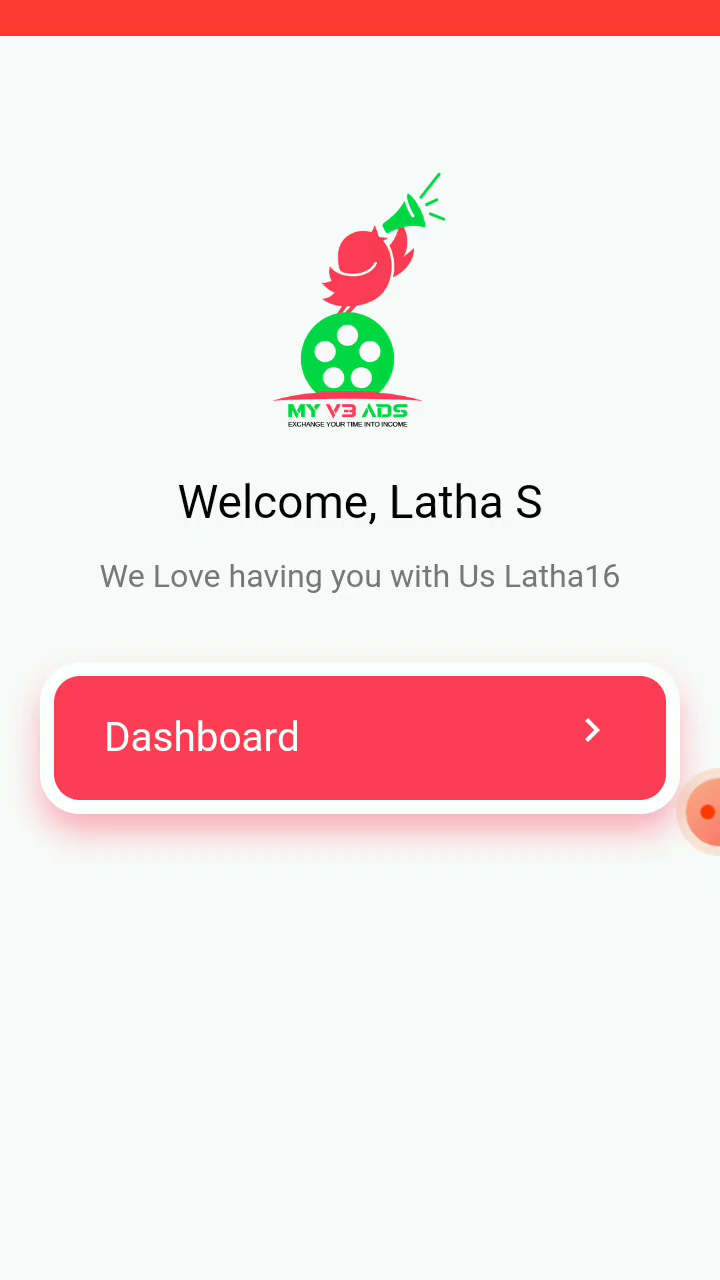 MY V3 ADS
EXCHANGE YOUR TIME INTO INCOME
Welcome, Latha S
We Love having you with Us Latha16
Dashboard